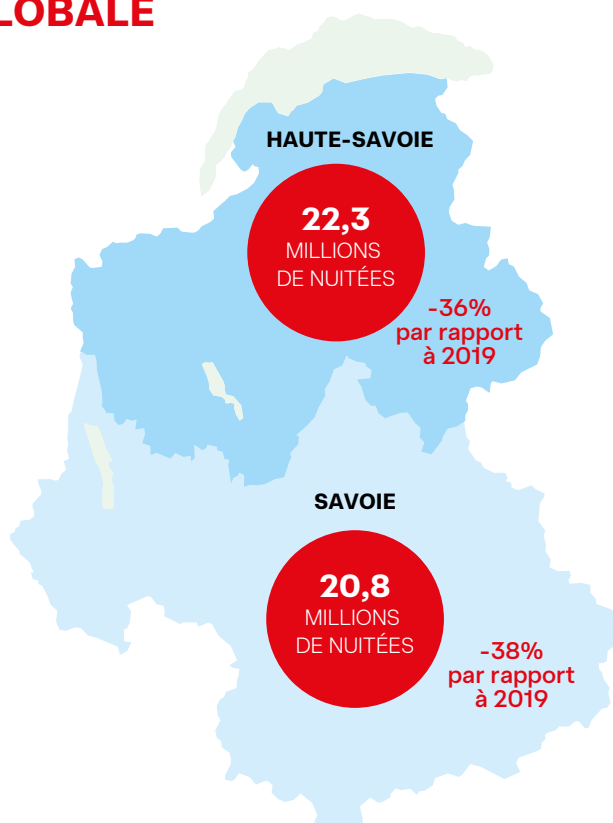 LOBALE
HAUTE-SAVOIE
22,3
MILLIONS
DE NUITÉES
-36%
par rapport
à 2019
SAVOIE
20,8
MILLIONS
DE NUITÉES
-38%
par rapport
à 2019